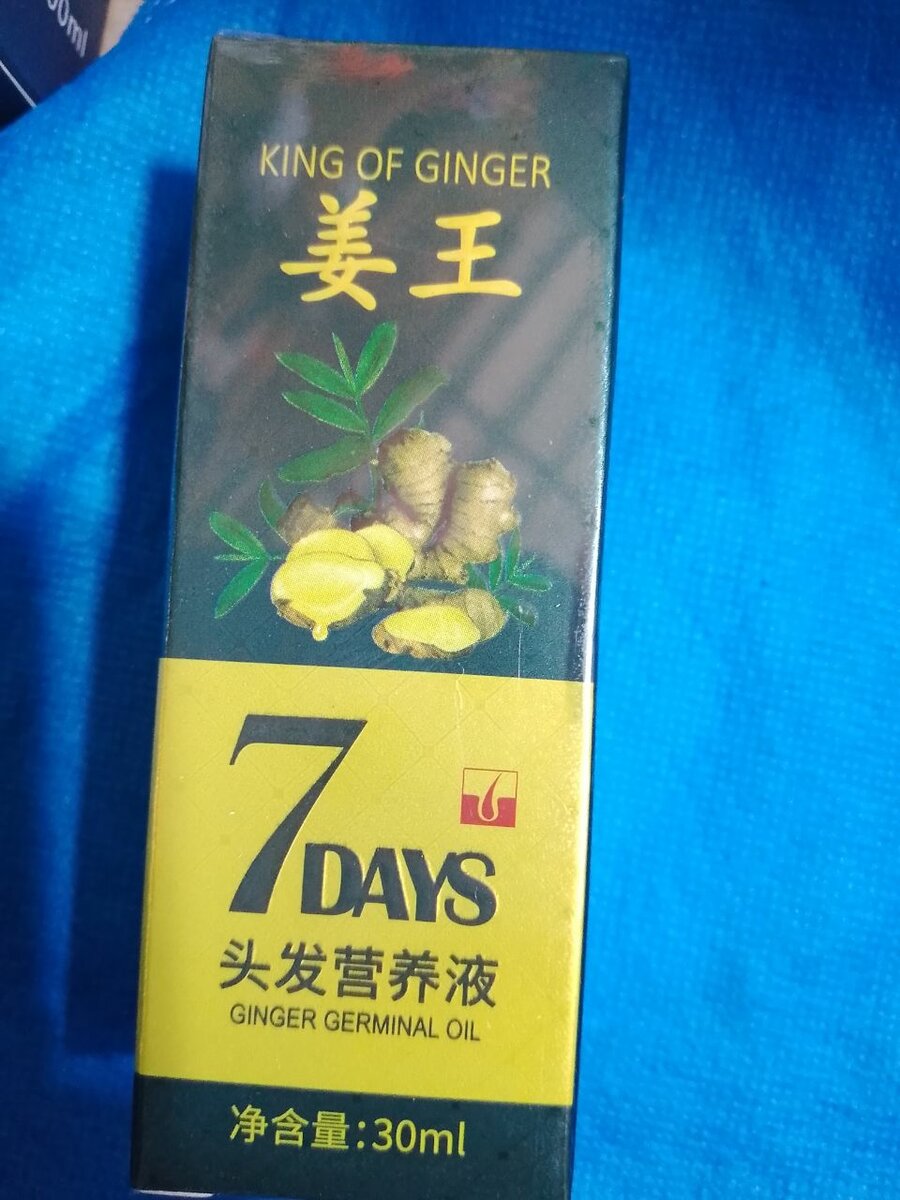 00ml
KING OF GINGER
姜王
7 DAYS
头发营养液
GINGER GERMINAL OIL
净含量:30ml